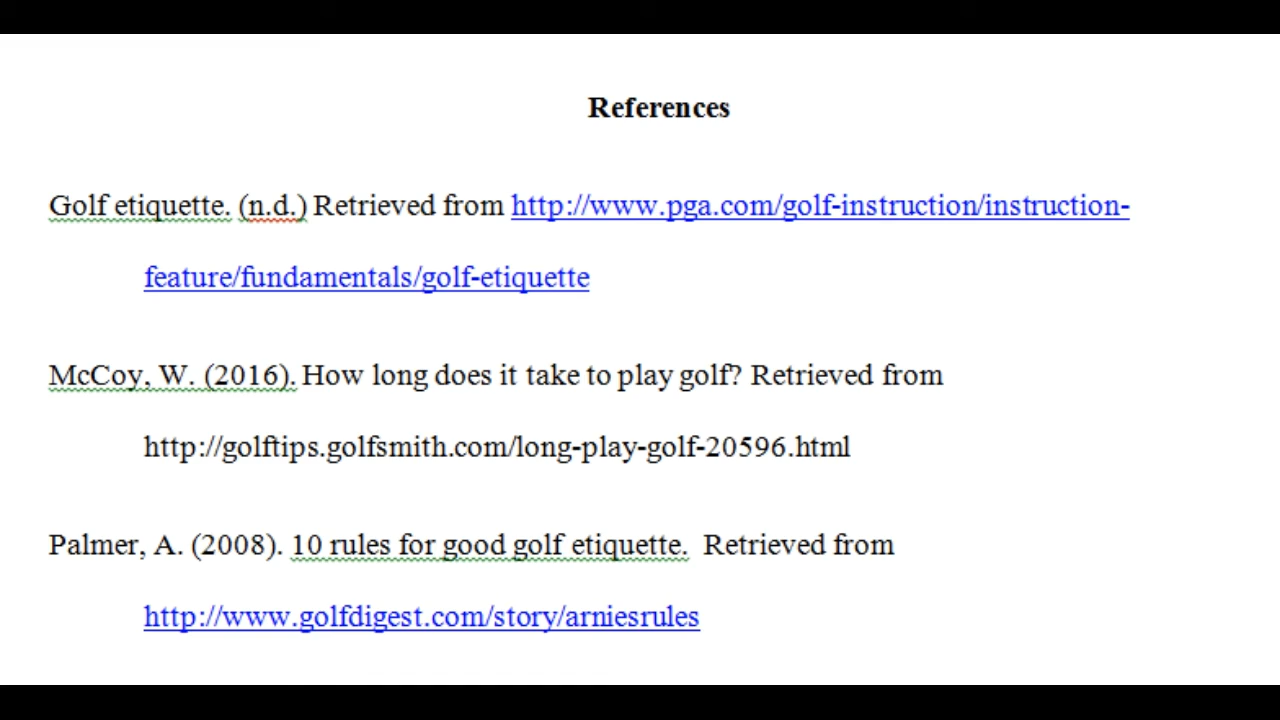 References
Golf etiquette. (n.d.) Retrieved from http://www.pga.com/golf-instruction/instruction-
feature/fundamentals/golf-etiquette
McCoy, W. (2016). How long does it take to play golf? Retrieved from
http://golftips.golfsmith.com/long-play-golf-20596.html
Palmer, A. (2008). 10 rules for good golf etiquette.  Retrieved from
http://www.golfdigest.com/story/arniesrules